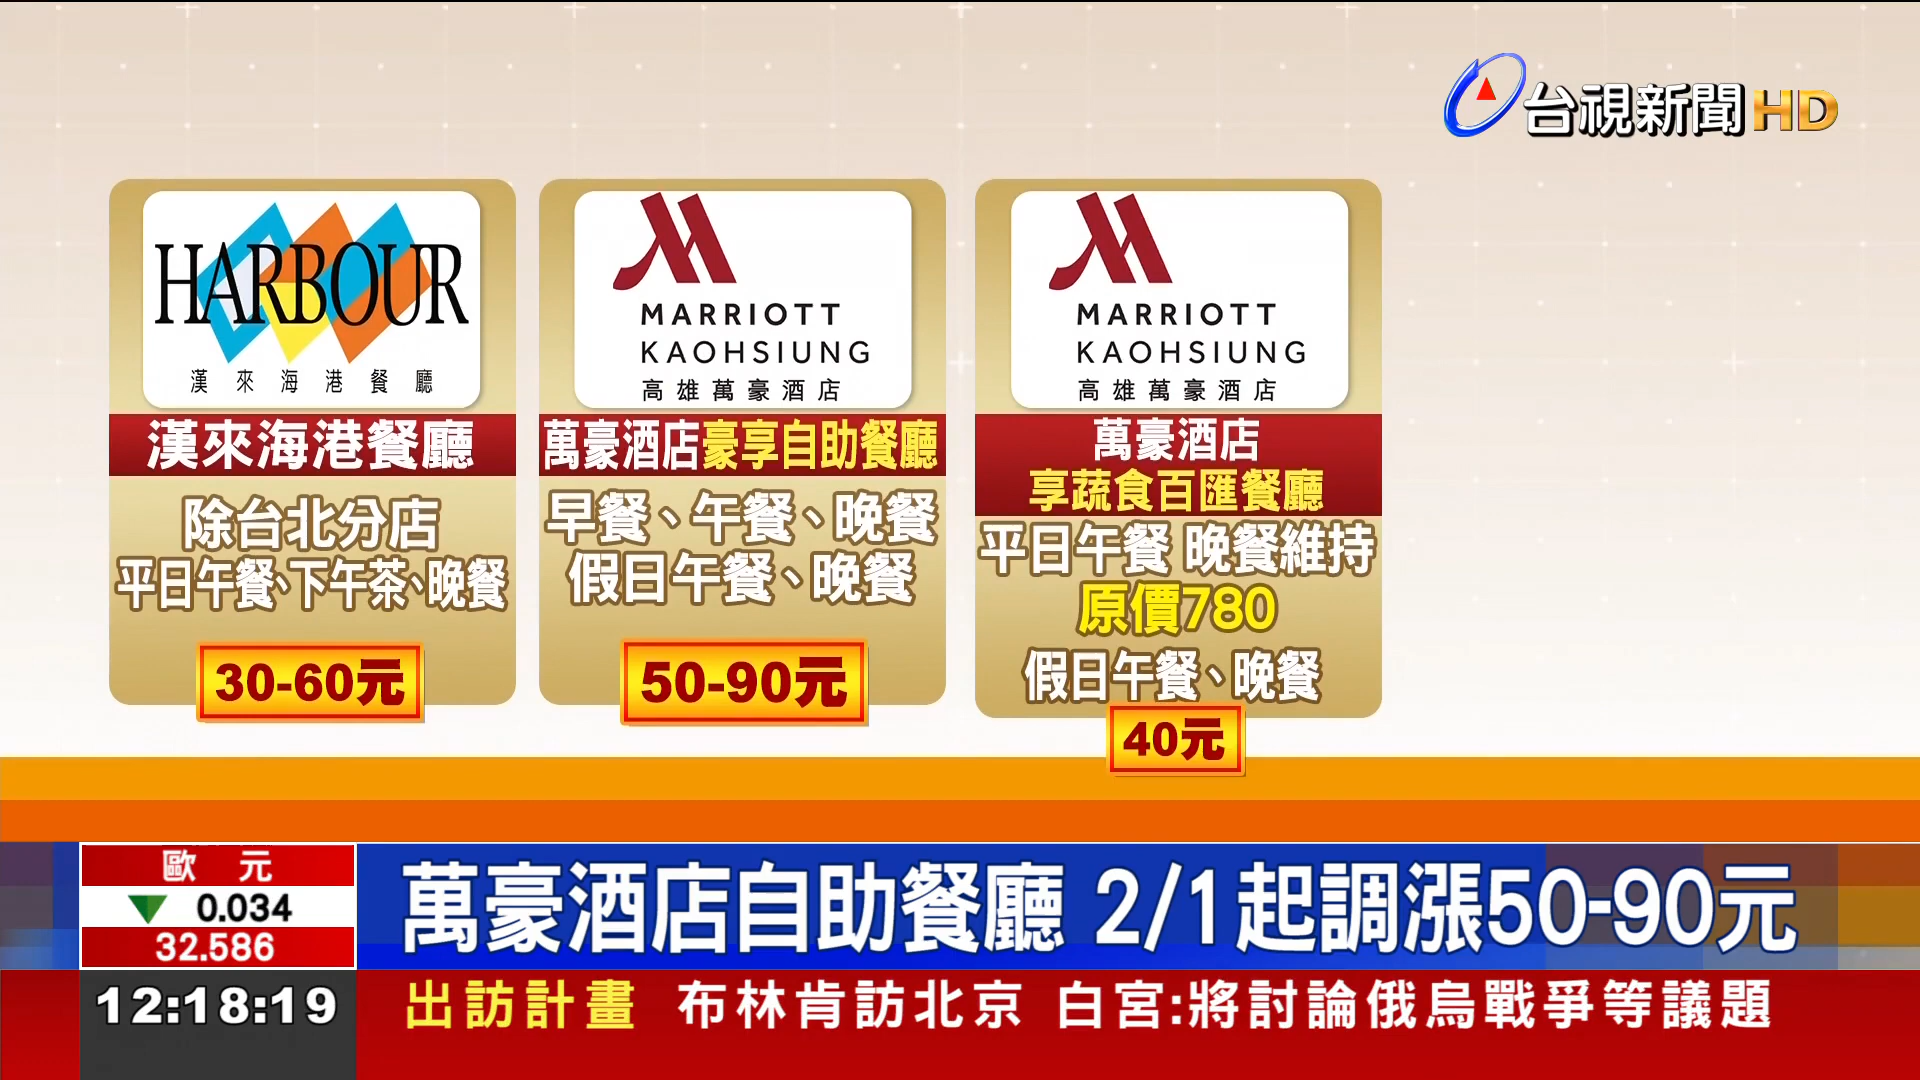 台視新聞HD
HARBOUR
漢來海港餐廳
漢來海港餐廳
除台北分店
平日午餐、下午茶、晚餐
30-60元
MARRIOTT
KAOHSIUNG
高雄萬豪酒店
萬豪酒店豪享自助餐廳
早餐、午餐、晚餐
假日午餐、晚餐
50-90元
MARRIOTT
KAOHSIUNG
高雄萬豪酒店
萬豪酒店
享蔬食百匯餐廳
平日午餐 晚餐維持
原價780
假日午餐、晚餐
40元
歐 元
0.034
32.586
萬豪酒店自助餐廳 2/1起調漲50-90元
12:18:19
出訪計畫 布林肯訪北京 白宮:將討論俄烏戰爭等議題